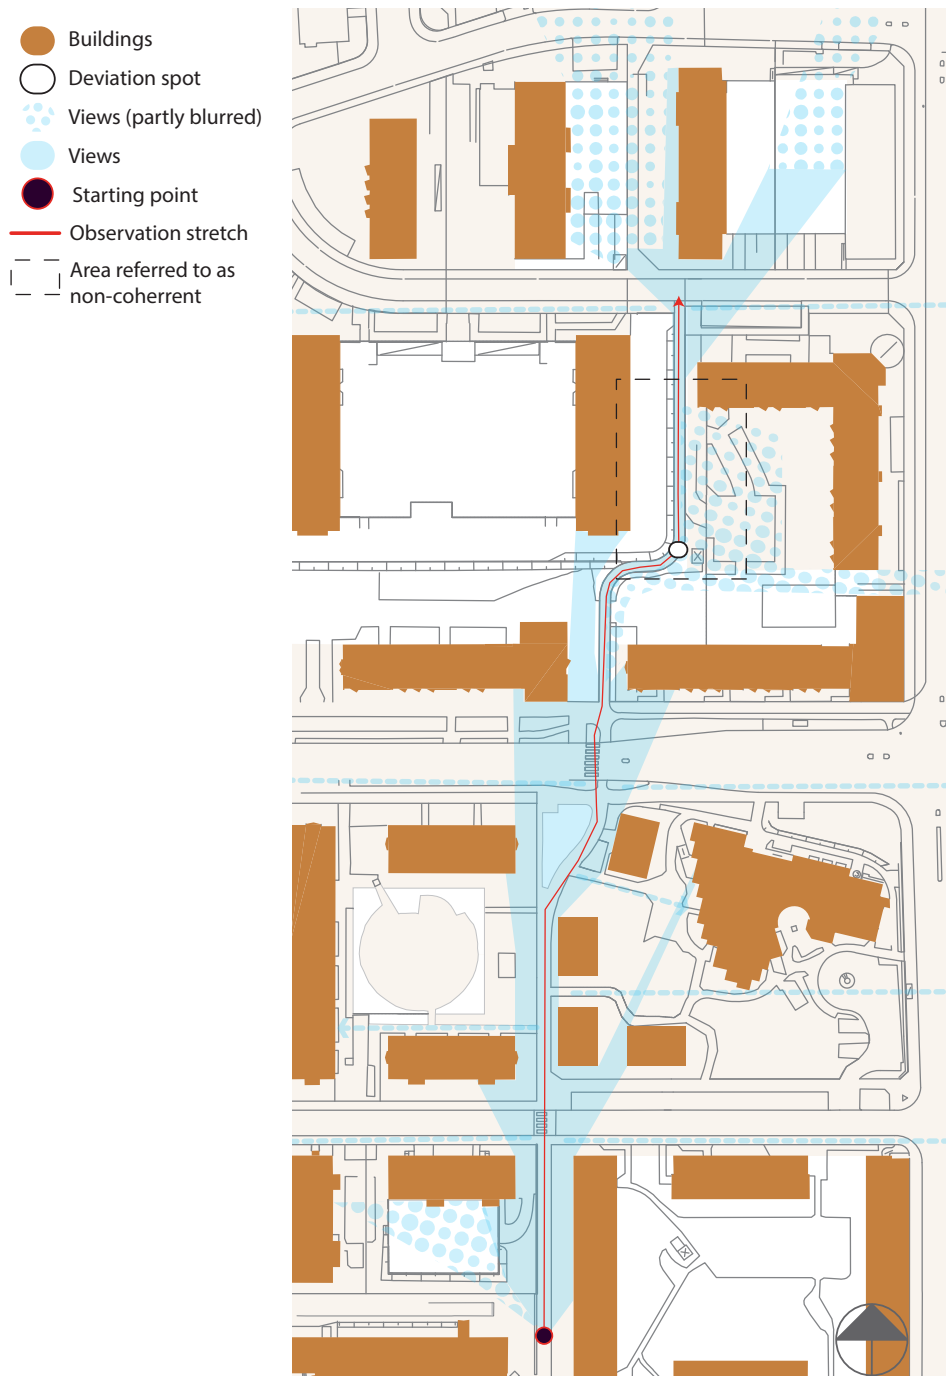 Buildings
Deviation spot
Views (partly blurred)
Views
Starting point
Observation stretch
Area referred to as
non-coherrent